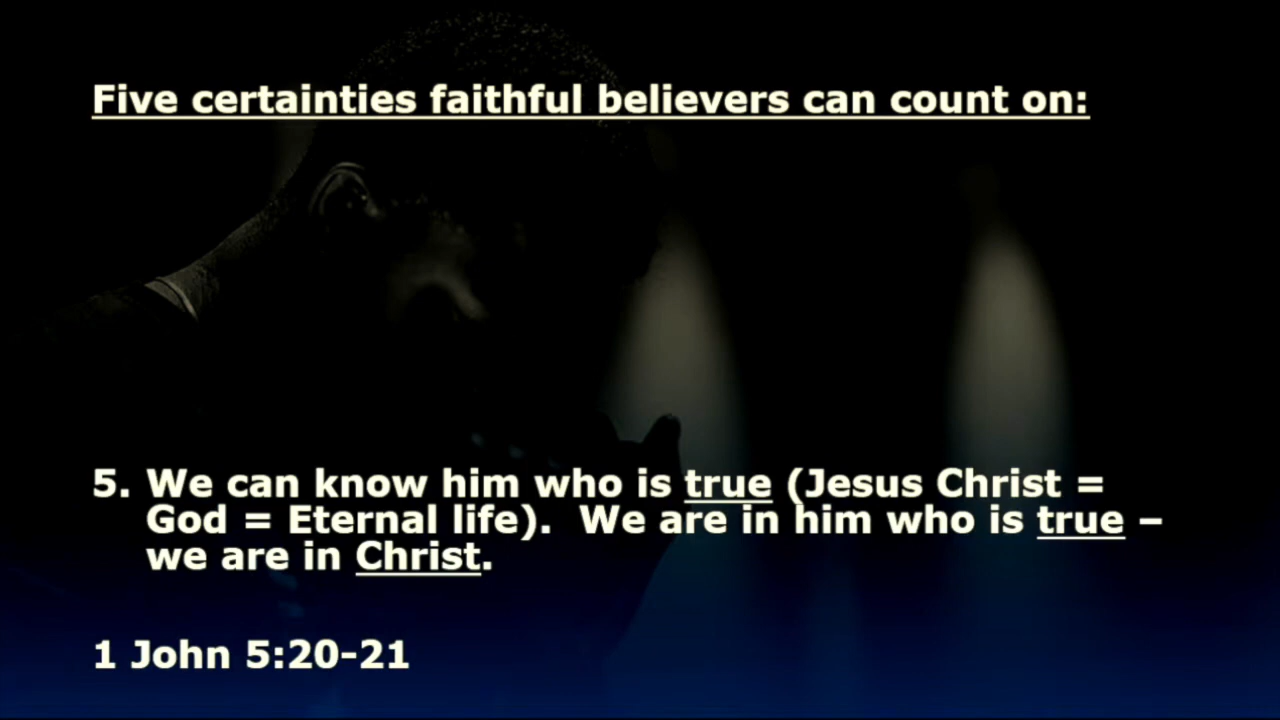 Five certainties faithful believers can count on:
5. We can know him who is true (Jesus Christ =
God = Eternal life).  We are in him who is true –
we are in Christ.
1 John 5:20-21